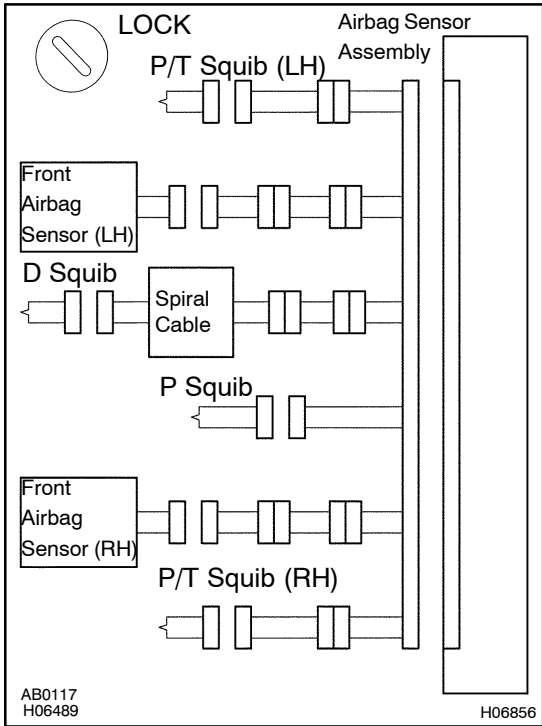 LOCK
Airbag Sensor
Assembly
P/T Squib (LH)
Front
Airbag
Sensor (LH)
D Squib
Spiral
Cable
P Squib
Front
Airbag
Sensor (RH)
P/T Squib (RH)
AB0117
H06489
H06856